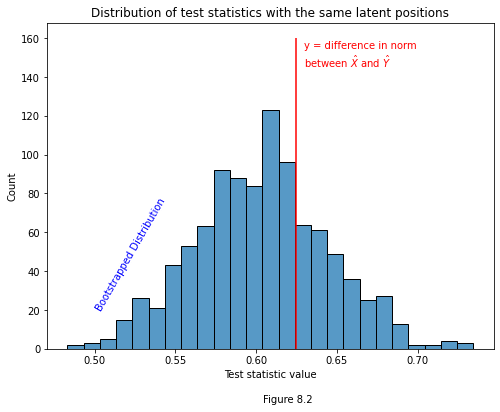 Distribution of test statistics with the same latent positions
y = difference in norm
between X̂ and Ŷ
Bootstrapped Distribution
Count
160
140
120
100
80
60
40
20
0
0.50 0.55 0.60 0.65 0.70
Test statistic value
Figure 8.2